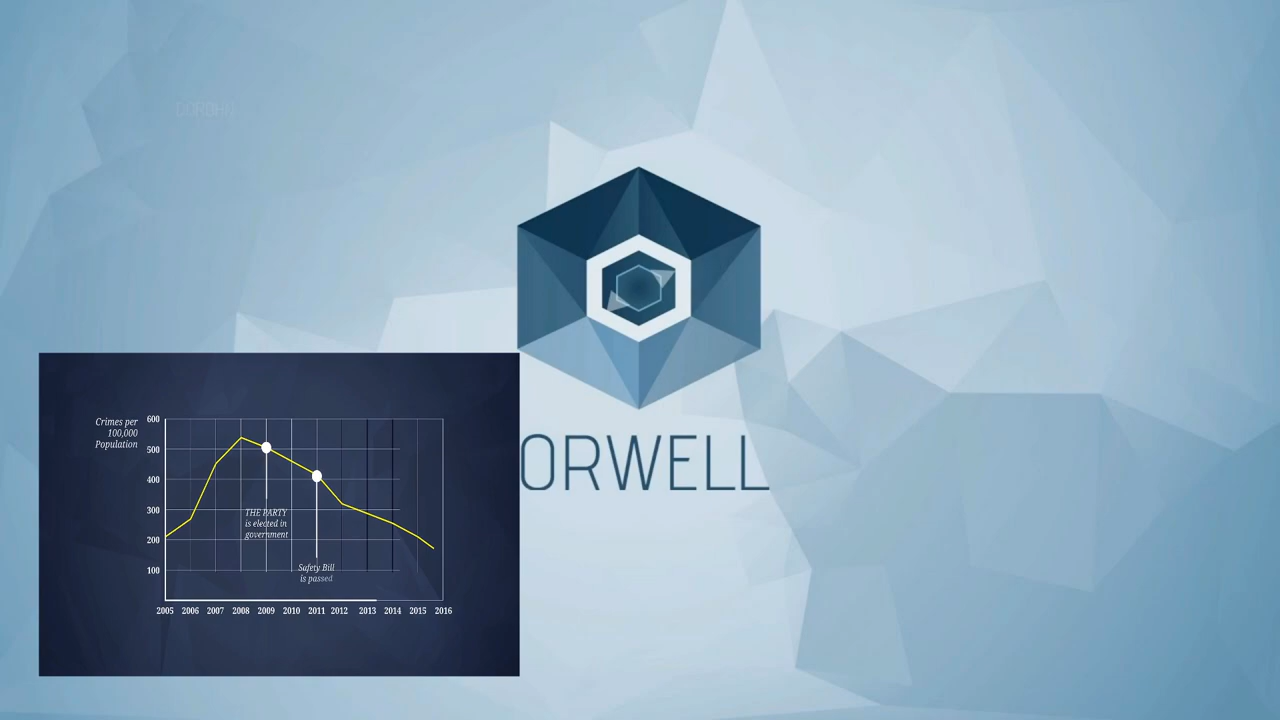 ORWELL
Crimes per
100,000
Population
600
500
400
300
200
100
THE PARTY
is elected in
government
Safety Bill
is passed
2005 2006 2007 2008 2009 2010 2011 2012 2013 2014 2015 2016